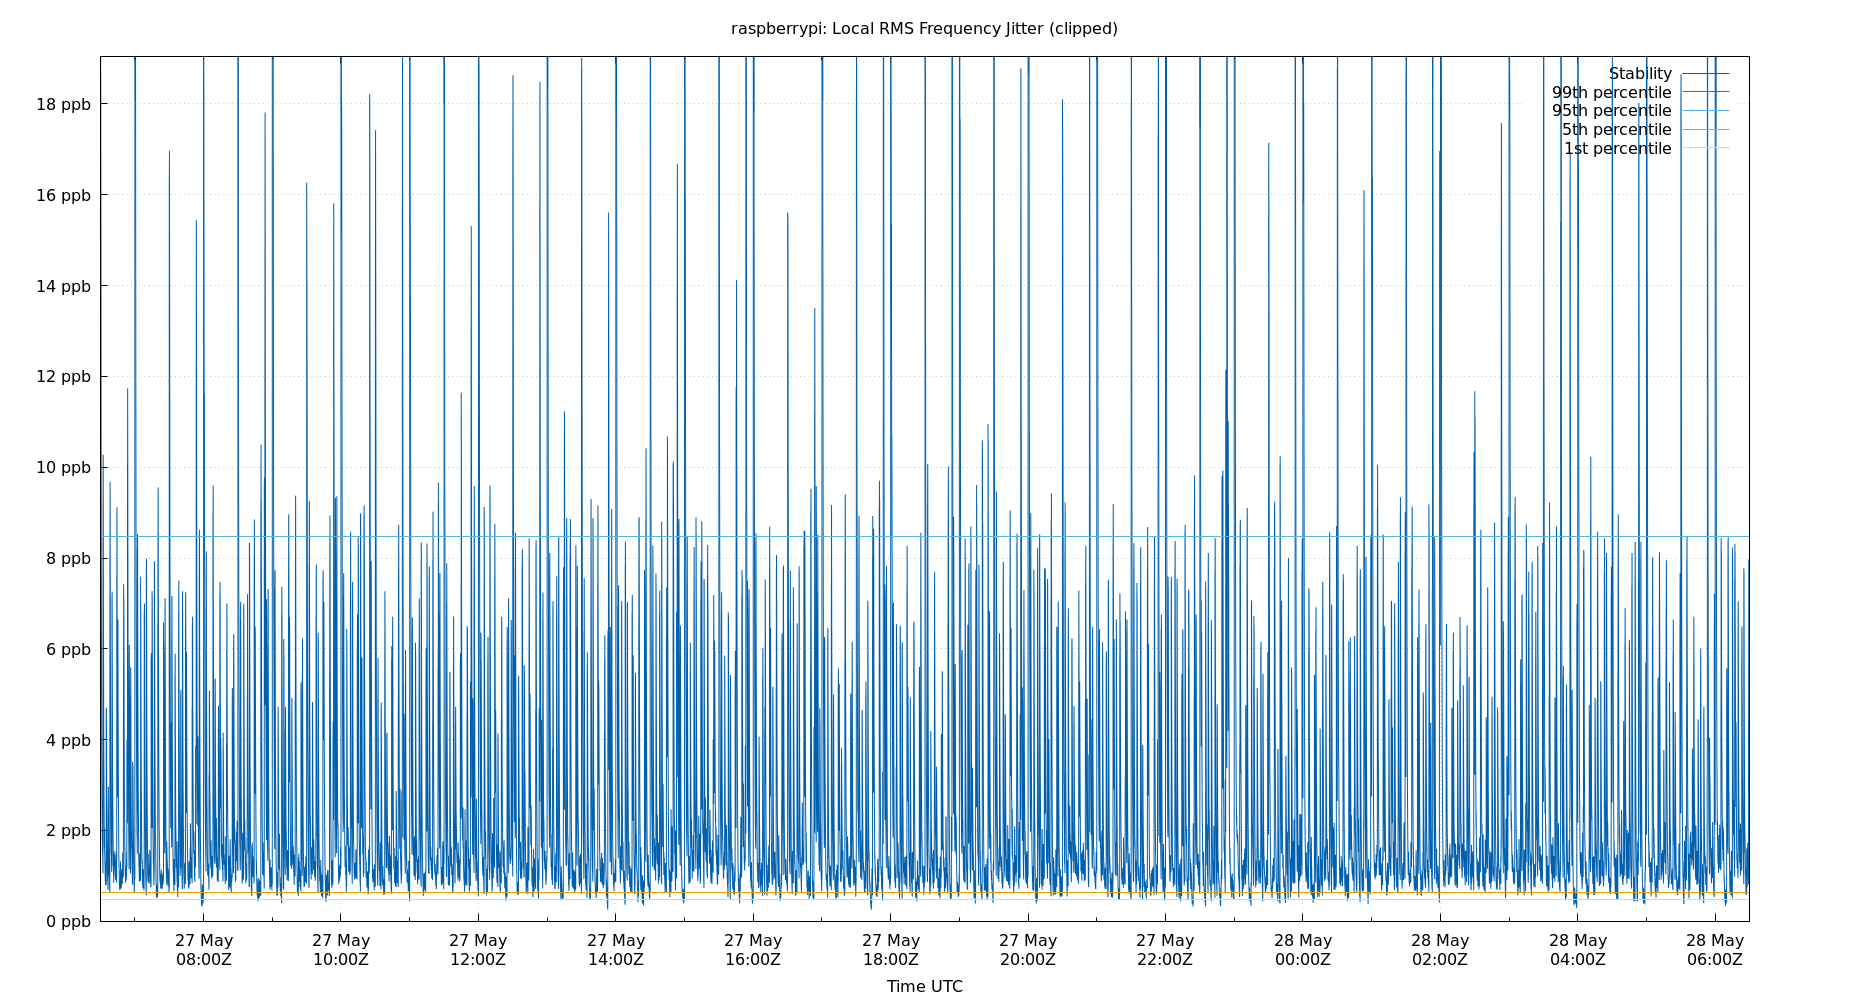 raspberrypi: Local RMS Frequency Jitter (clipped)
Stability
99th percentile
95th percentile
5th percentile
1st percentile
18 ppb
16 ppb
14 ppb
12 ppb
10 ppb
8 ppb
6 ppb
4 ppb
2 ppb
0 ppb
27 May 27 May 27 May 27 May 27 May 27 May 27 May 27 May 28 May 28 May 28 May 28 May
08:00Z 10:00Z 12:00Z 14:00Z 16:00Z 18:00Z 20:00Z 22:00Z 00:00Z 02:00Z 04:00Z 06:00Z
Time UTC